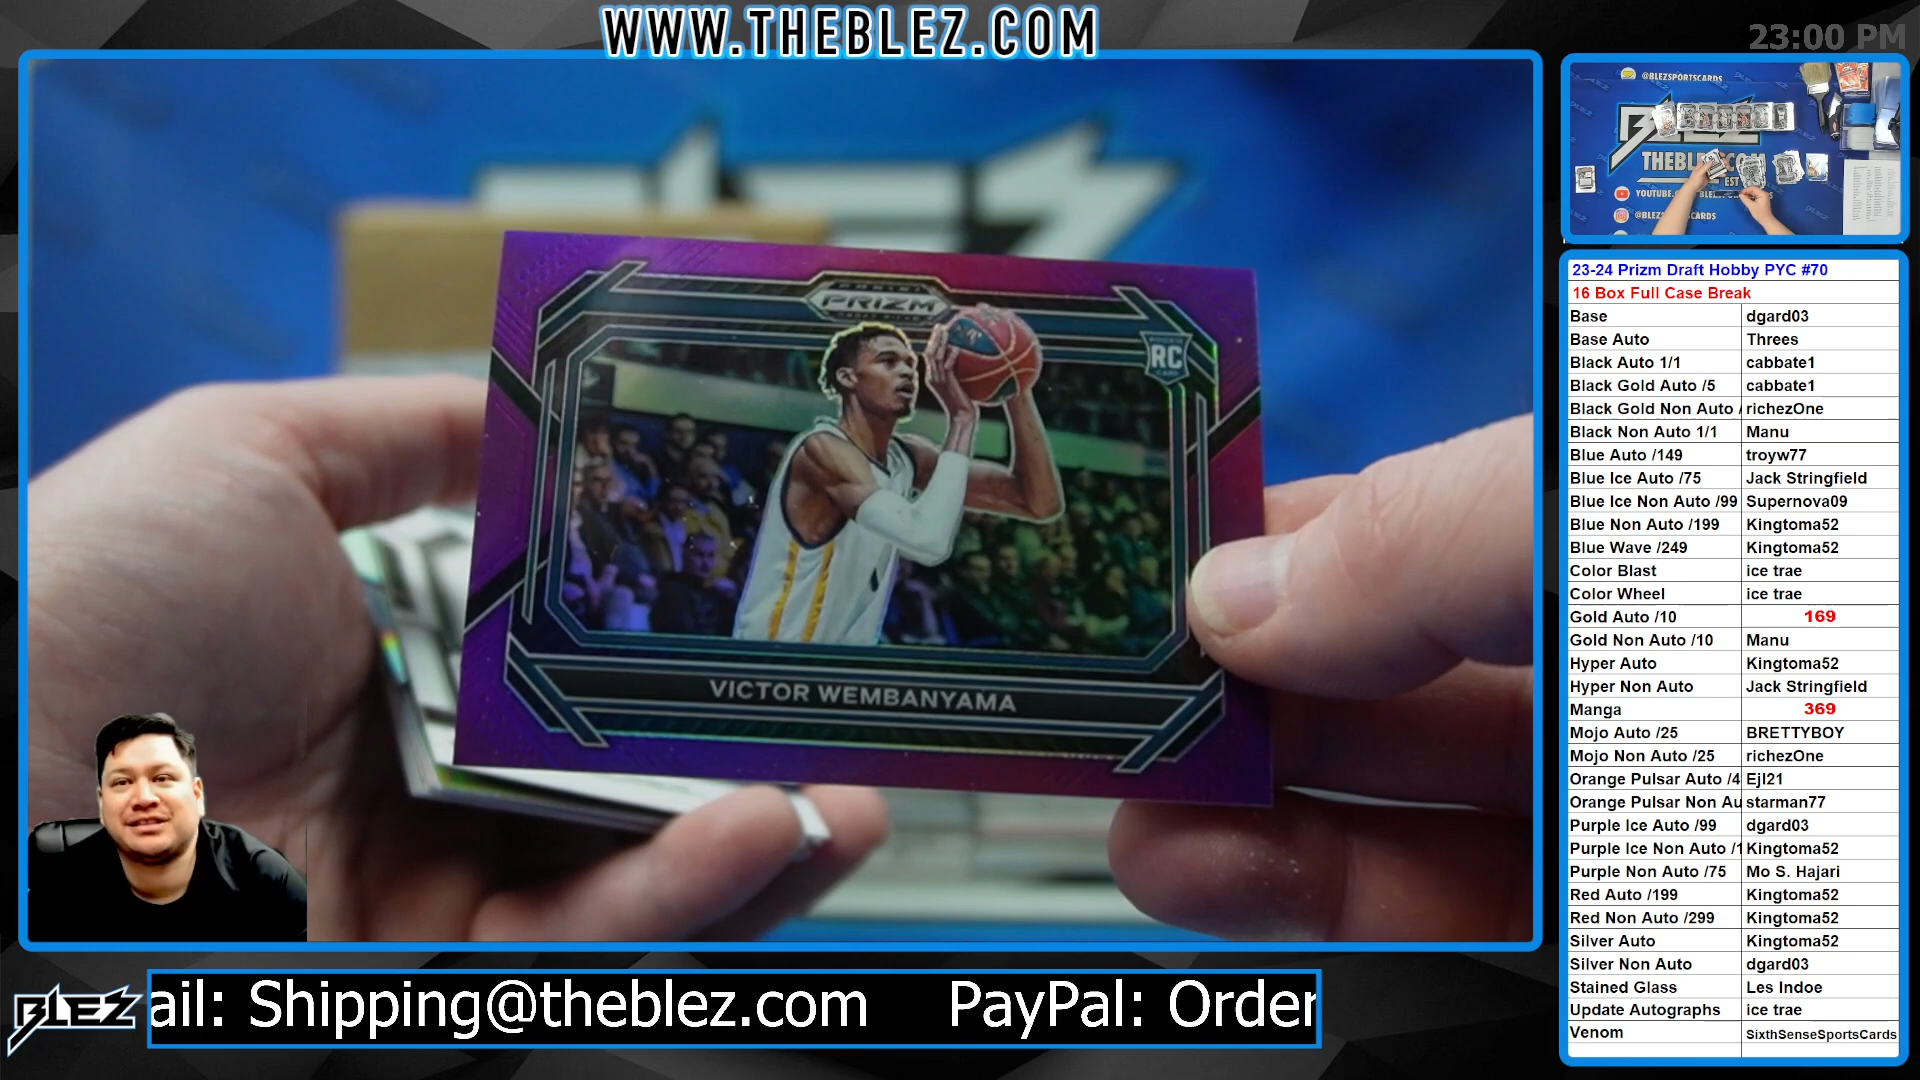 WWW.THEBLEZ.COM
23:00 PM
@BLEZSPORTSCARDS
BLEZ
THEBLEZ.COM
EST
@BLEZSPORTSCARDS
PANINI
PRIZM
RC
VICTOR WEMBANYAMA
23-24 Prizm Draft Hobby PYC #70
16 Box Full Case Break
Base dgard03
Base Auto Threes
Black Auto 1/1 cabbate1
Black Gold Auto /5 cabbate1
Black Gold Non Auto / richezOne
Black Non Auto 1/1 Manu
Blue Auto /149 troyw77
Blue Ice Auto /75 Jack Stringfield
Blue Ice Non Auto /99 Supernova09
Blue Non Auto /199 Kingtoma52
Blue Wave /249 Kingtoma52
Color Blast ice trae
Color Wheel ice trae
Gold Auto /10 169
Gold Non Auto /10 Manu
Hyper Auto Kingtoma52
Hyper Non Auto Jack Stringfield
Manga 369
Mojo Auto /25 BRETTYBOY
Mojo Non Auto /25 richezOne
Orange Pulsar Auto /4 Ejl21
Orange Pulsar Non Au starman77
Purple Ice Auto /99 dgard03
Purple Ice Non Auto /1 Kingtoma52
Purple Non Auto /75 Mo S. Hajari
Red Auto /199 Kingtoma52
Red Non Auto /299 Kingtoma52
Silver Auto Kingtoma52
Silver Non Auto dgard03
Stained Glass Les Indoe
Update Autographs ice trae
Venom SixthSenseSportsCards
BLEZ
ail: Shipping@theblez.com PayPal: Order